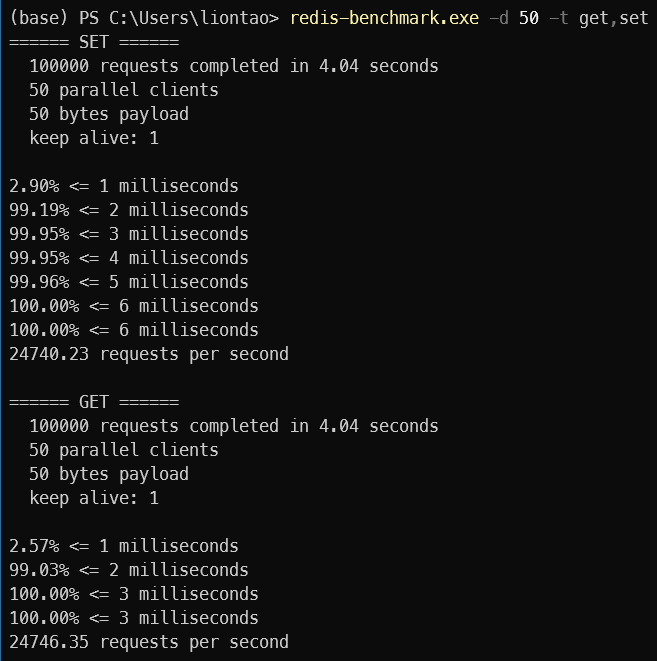 (base) PS C:\Users\liontao> redis-benchmark.exe -d 50 -t get,set
====== SET ======
  100000 requests completed in 4.04 seconds
  50 parallel clients
  50 bytes payload
  keep alive: 1

2.90% <= 1 milliseconds
99.19% <= 2 milliseconds
99.95% <= 3 milliseconds
99.95% <= 4 milliseconds
99.96% <= 5 milliseconds
100.00% <= 6 milliseconds
100.00% <= 6 milliseconds
24740.23 requests per second

====== GET ======
  100000 requests completed in 4.04 seconds
  50 parallel clients
  50 bytes payload
  keep alive: 1

2.57% <= 1 milliseconds
99.03% <= 2 milliseconds
100.00% <= 3 milliseconds
100.00% <= 3 milliseconds
24746.35 requests per second